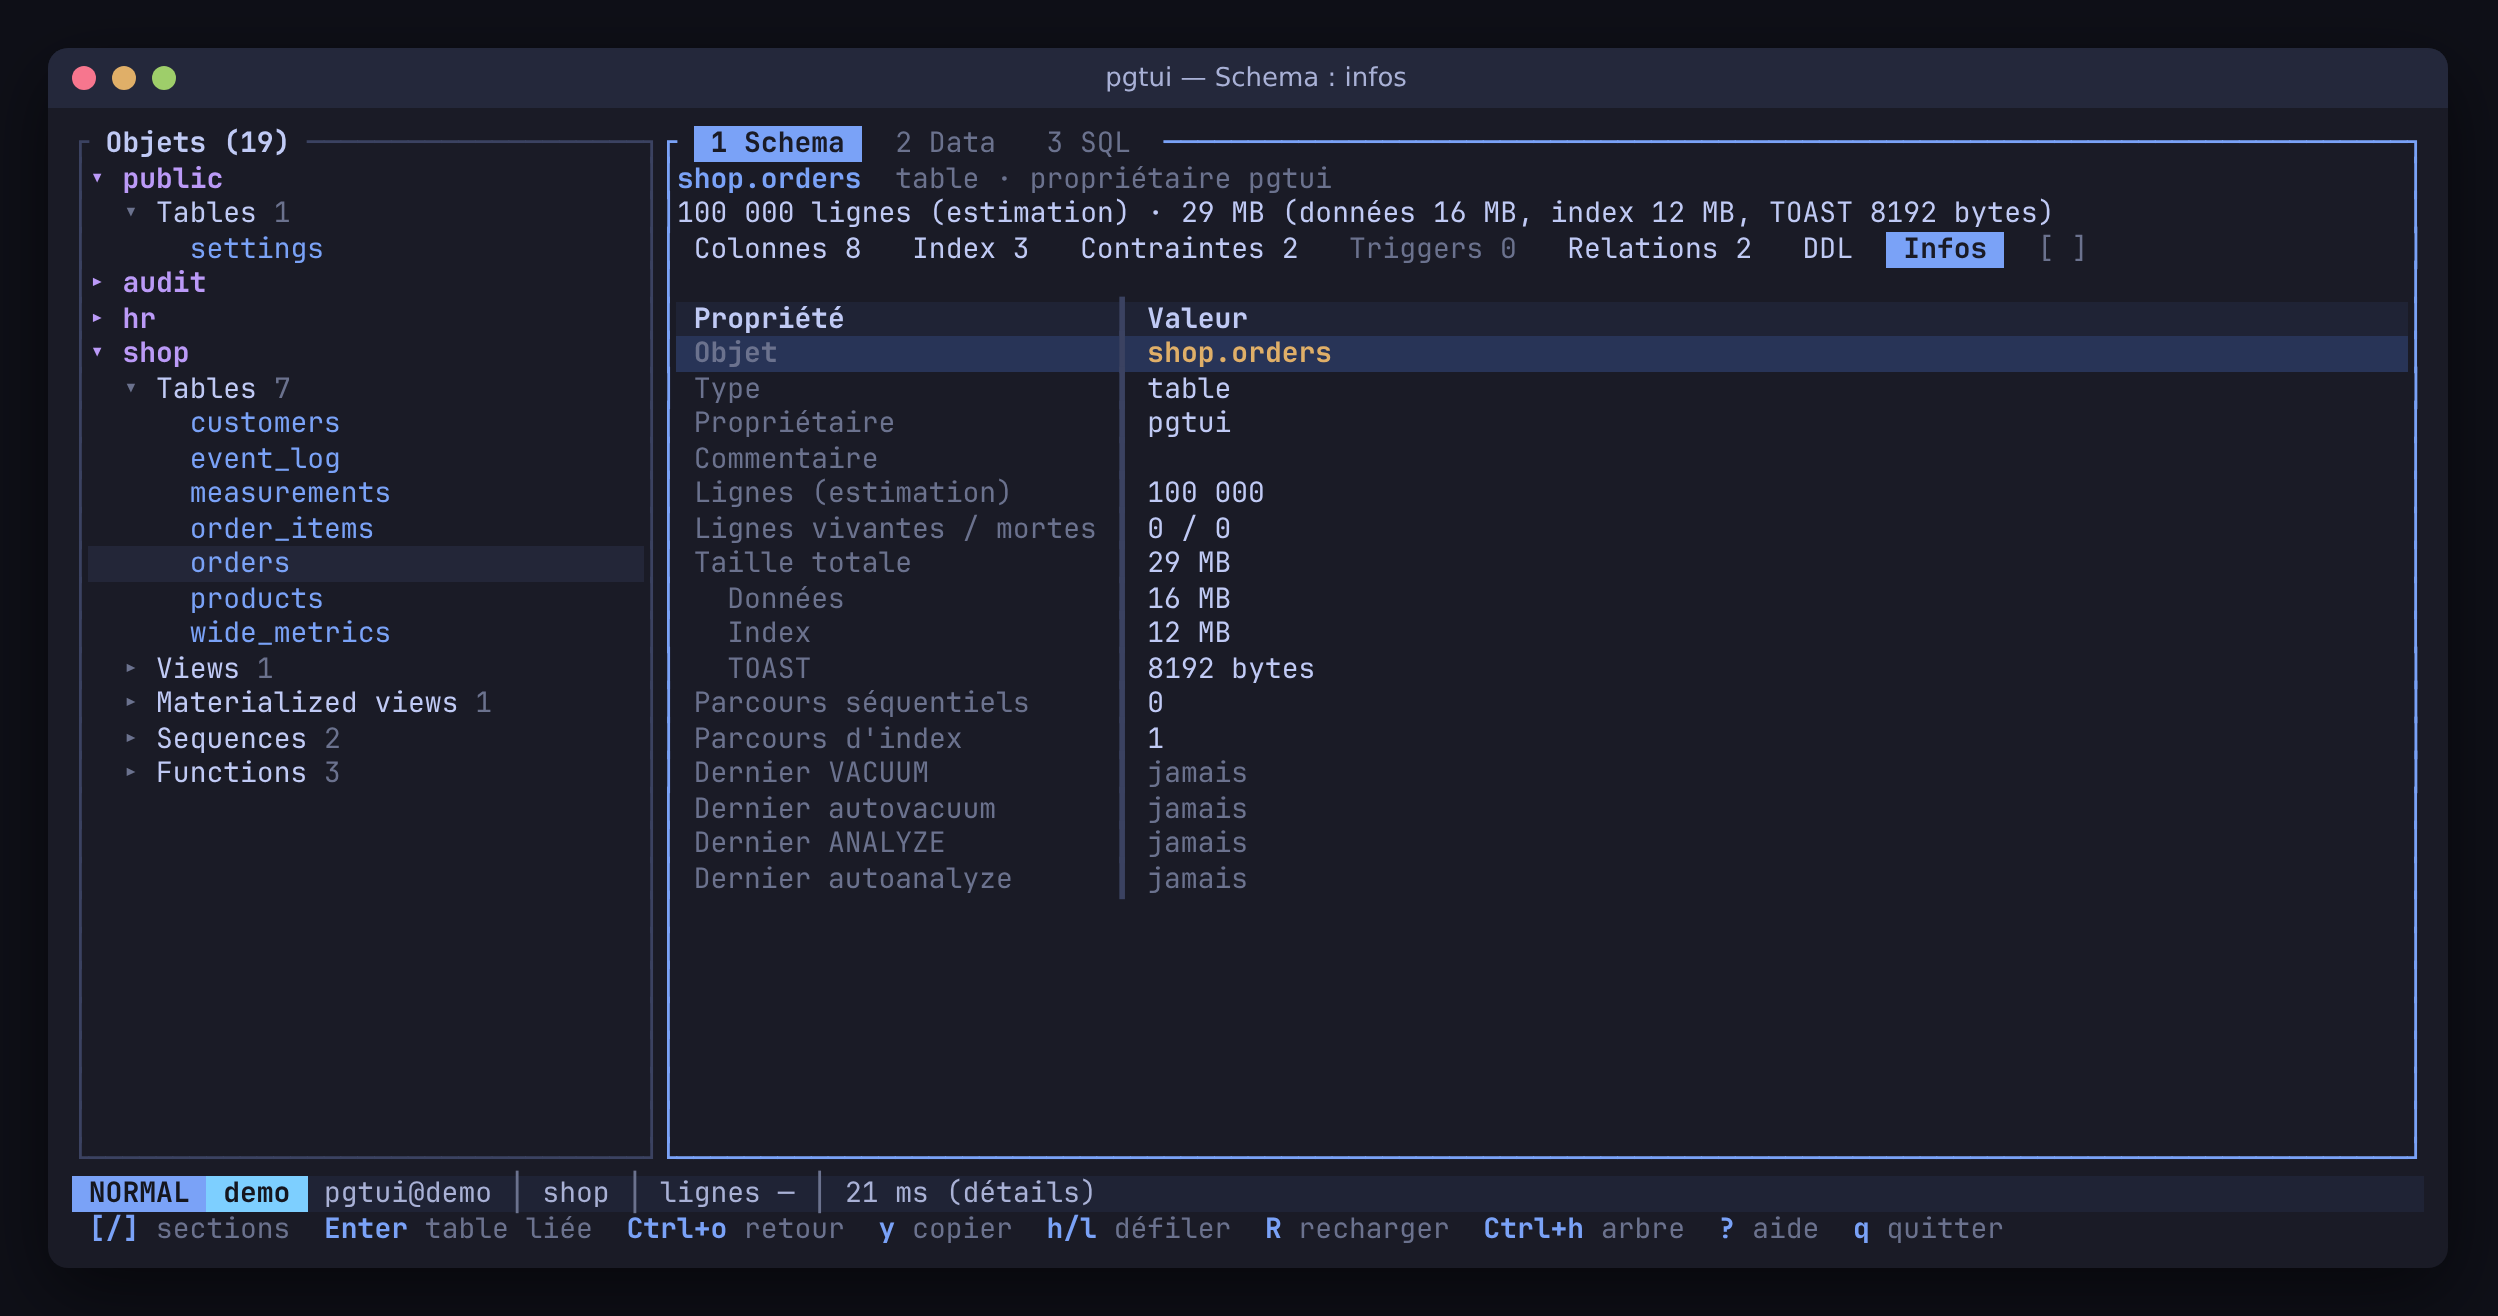 pgtui — Schema : infos
Objets (19)
▾ public
▾ Tables 1
settings
▸ audit
▸ hr
▾ shop
▾ Tables 7
customers
event_log
measurements
order_items
orders
products
wide_metrics
▸ Views 1
▸ Materialized views 1
▸ Sequences 2
▸ Functions 3
1 Schema 2 Data 3 SQL
shop.orders table · propriétaire pgtui
100 000 lignes (estimation) · 29 MB (données 16 MB, index 12 MB, TOAST 8192 bytes)
Colonnes 8 Index 3 Contraintes 2 Triggers 0 Relations 2 DDL Infos [ ]
Propriété Valeur
Objet shop.orders
Type table
Propriétaire pgtui
Commentaire
Lignes (estimation) 100 000
Lignes vivantes / mortes 0 / 0
Taille totale 29 MB
Données 16 MB
Index 12 MB
TOAST 8192 bytes
Parcours séquentiels 0
Parcours d'index 1
Dernier VACUUM jamais
Dernier autovacuum jamais
Dernier ANALYZE jamais
Dernier autoanalyze jamais
NORMAL demo pgtui@demo │ shop │ lignes — │ 21 ms (détails)
[/] sections Enter table liée Ctrl+o retour y copier h/l défiler R recharger Ctrl+h arbre ? aide q quitter